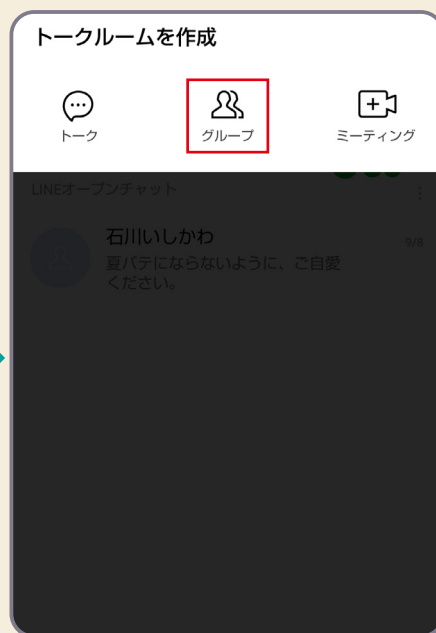 トークルームを作成
トーク
グループ
ミーティング
LINEオープンチャット
石川いしかわ
9/8
夏バテにならないように、ご自愛
ください。